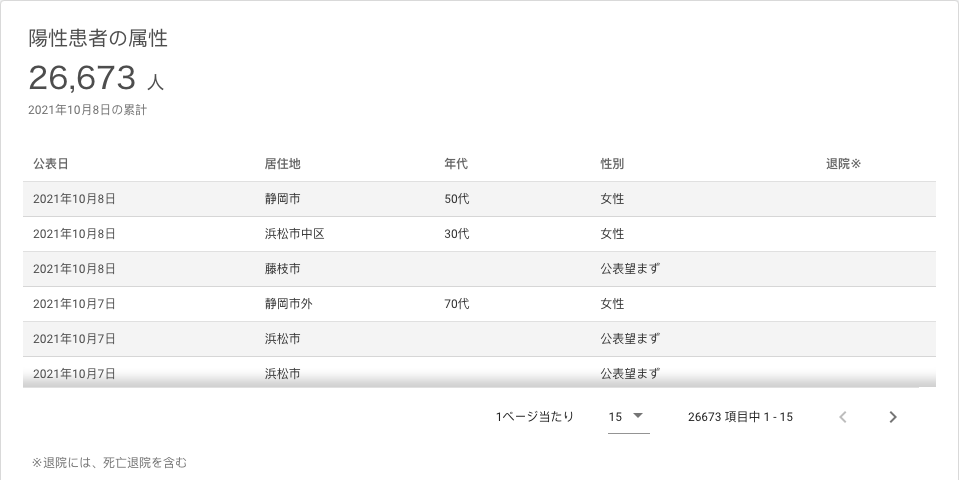 陽性患者の属性
26,673 人
2021年10月8日の累計
公表日 居住地 年代 性別 退院※
2021年10月8日 静岡市 50代 女性
2021年10月8日 浜松市中区 30代 女性
2021年10月8日 藤枝市 公表望まず
2021年10月7日 静岡市外 70代 女性
2021年10月7日 浜松市 公表望まず
2021年10月7日 浜松市 公表望まず
1ページ当たり 15 26673 項目中 1 - 15
※退院には、死亡退院を含む